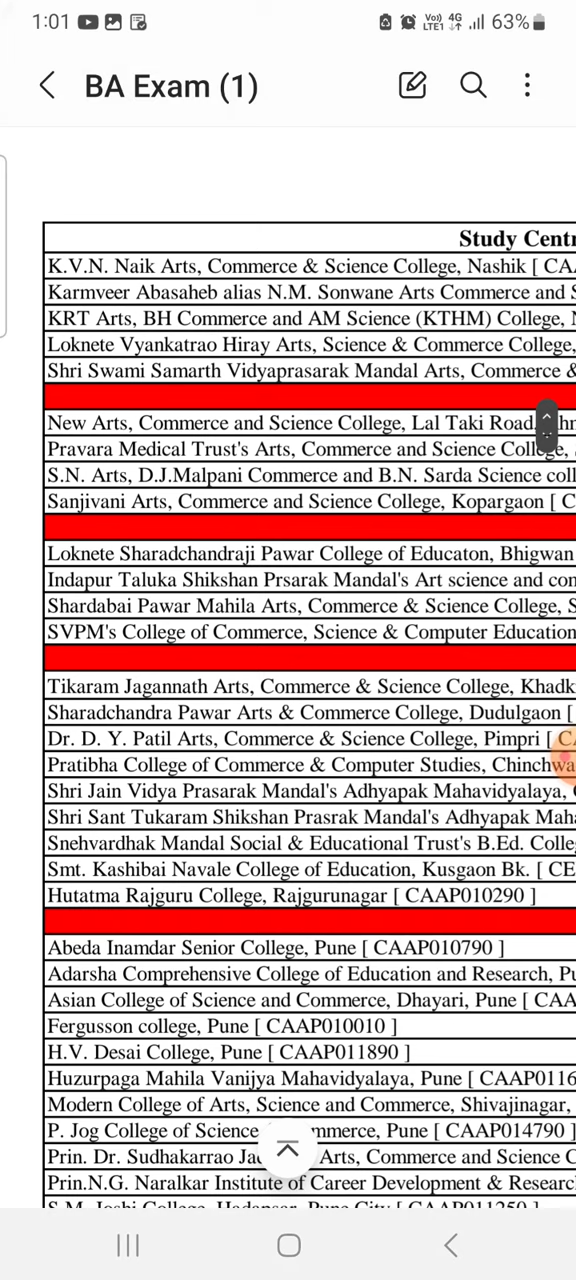 1:01 Vo) 4G LTE1 63%
BA Exam (1)
Study Cent
K.V.N. Naik Arts, Commerce & Science College, Nashik [ CA
Karmveer Abasaheb alias N.M. Sonwane Arts Commerce and S
KRT Arts, BH Commerce and AM Science (KTHM) College, N
Loknete Vyankatrao Hiray Arts, Science & Commerce College,
Shri Swami Samarth Vidyaprasarak Mandal Arts, Commerce &
New Arts, Commerce and Science College, Lal Taki Road,
Pravara Medical Trust's Arts, Commerce and Science College,
S.N. Arts, D.J.Malpani Commerce and B.N. Sarda Science coll
Sanjivani Arts, Commerce and Science College, Kopargaon [ C
Loknete Sharadchandraji Pawar College of Educaton, Bhigwan
Indapur Taluka Shikshan Prsarak Mandal's Art science and con
Shardabai Pawar Mahila Arts, Commerce & Science College, S
SVPM's College of Commerce, Science & Computer Education
Tikaram Jagannath Arts, Commerce & Science College, Khadk
Sharadchandra Pawar Arts & Commerce College, Dudulgaon [
Dr. D. Y. Patil Arts, Commerce & Science College, Pimpri [ C
Pratibha College of Commerce & Computer Studies, Chinchwa
Shri Jain Vidya Prasarak Mandal's Adhyapak Mahavidyalaya,
Shri Sant Tukaram Shikshan Prasrak Mandal's Adhyapak Maha
Snehvardhak Mandal Social & Educational Trust's B.Ed. Colle
Smt. Kashibai Navale College of Education, Kusgaon Bk. [ CE
Hutatma Rajguru College, Rajgurunagar [ CAAP010290 ]
Abeda Inamdar Senior College, Pune [ CAAP010790 ]
Adarsha Comprehensive College of Education and Research, Pu
Asian College of Science and Commerce, Dhayari, Pune [ CAA
Fergusson college, Pune [ CAAP010010 ]
H.V. Desai College, Pune [ CAAP011890 ]
Huzurpaga Mahila Vanijya Mahavidyalaya, Pune [ CAAP0116
Modern College of Arts, Science and Commerce, Shivajinagar,
P. Jog College of Science mmerce, Pune [ CAAP014790 ]
Prin. Dr. Sudhakarrao Ja Arts, Commerce and Science C
Prin.N.G. Naralkar Institute of Career Development & Researc
S.M. Joshi College, Hadapsar, Pune City [ CAAP011250 ]